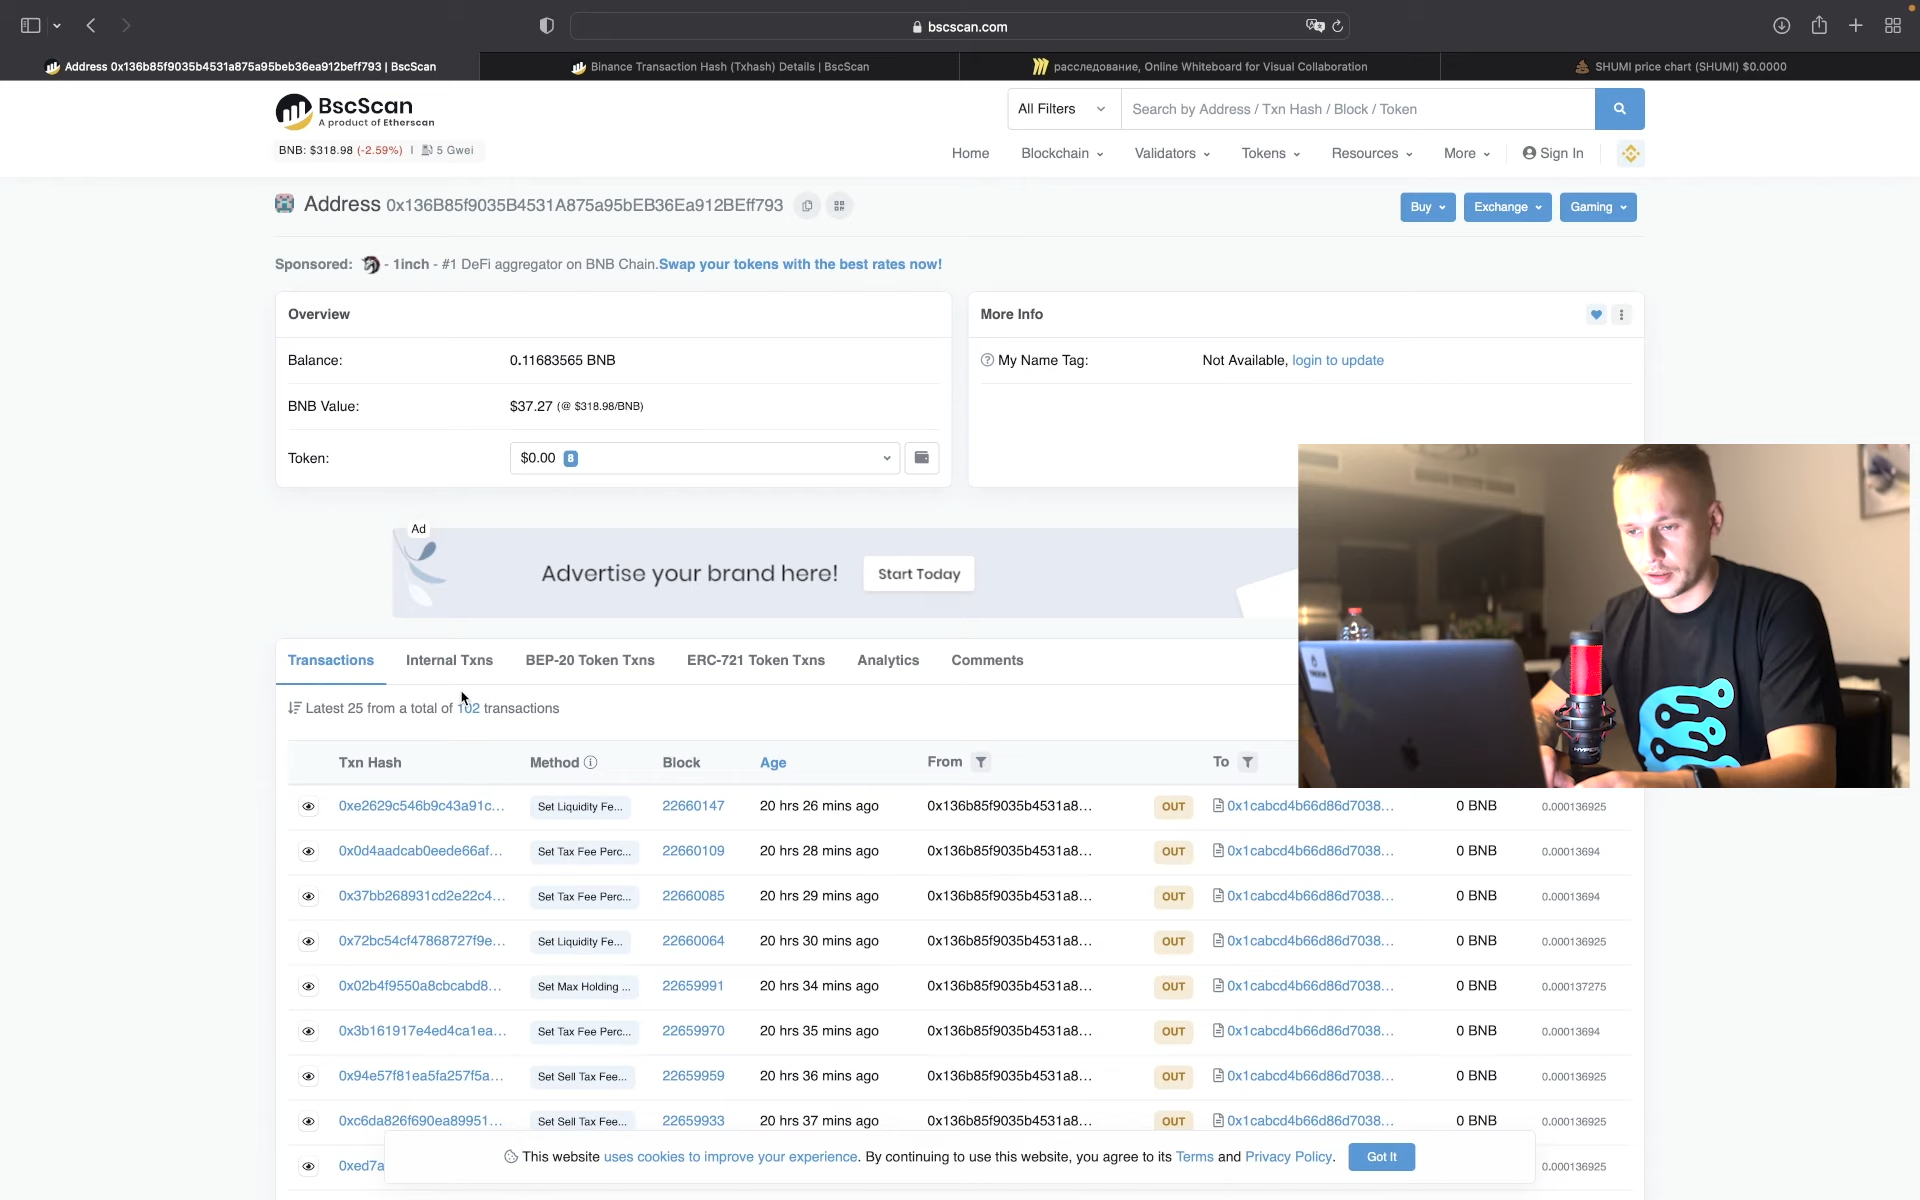 bscscan.com
Address 0x136b85f9035b4531a875a95beb36ea912beff793 | BscScan
Binance Transaction Hash (Txhash) Details | BscScan
расследование, Online Whiteboard for Visual Collaboration
SHUMI price chart (SHUMI) $0.0000
BscScan
A product of Etherscan
All Filters
Search by Address / Txn Hash / Block / Token
BNB: $318.98 (-2.59%) | 5 Gwei
Home Blockchain Validators Tokens Resources More Sign In
Address 0x136B85f9035B4531A875a95bEB36Ea912BEff793
Buy Exchange Gaming
Sponsored: - 1inch - #1 DeFi aggregator on BNB Chain.Swap your tokens with the best rates now!
Overview
Balance: 0.11683565 BNB
BNB Value: $37.27 (@ $318.98/BNB)
Token: $0.00 8
More Info
My Name Tag: Not Available, login to update
Ad
Advertise your brand here! Start Today
Transactions Internal Txns BEP-20 Token Txns ERC-721 Token Txns Analytics Comments
Latest 25 from a total of 102 transactions
Txn Hash Method Block Age From To
0xe2629c546b9c43a91c... Set Liquidity Fe... 22660147 20 hrs 26 mins ago 0x136b85f9035b4531a8... OUT 0x1cabcd4b66d86d7038... 0 BNB 0.000136925
0x0d4aadcab0eede66af... Set Tax Fee Perc... 22660109 20 hrs 28 mins ago 0x136b85f9035b4531a8... OUT 0x1cabcd4b66d86d7038... 0 BNB 0.00013694
0x37bb268931cd2e22c4... Set Tax Fee Perc... 22660085 20 hrs 29 mins ago 0x136b85f9035b4531a8... OUT 0x1cabcd4b66d86d7038... 0 BNB 0.00013694
0x72bc54cf47868727f9e... Set Liquidity Fe... 22660064 20 hrs 30 mins ago 0x136b85f9035b4531a8... OUT 0x1cabcd4b66d86d7038... 0 BNB 0.000136925
0x02b4f9550a8cbcabd8... Set Max Holding ... 22659991 20 hrs 34 mins ago 0x136b85f9035b4531a8... OUT 0x1cabcd4b66d86d7038... 0 BNB 0.000137275
0x3b161917e4ed4ca1ea... Set Tax Fee Perc... 22659970 20 hrs 35 mins ago 0x136b85f9035b4531a8... OUT 0x1cabcd4b66d86d7038... 0 BNB 0.00013694
0x94e57f81ea5fa257f5a... Set Sell Tax Fee... 22659959 20 hrs 36 mins ago 0x136b85f9035b4531a8... OUT 0x1cabcd4b66d86d7038... 0 BNB 0.000136925
0xc6da826f690ea89951... Set Sell Tax Fee... 22659933 20 hrs 37 mins ago 0x136b85f9035b4531a8... OUT 0x1cabcd4b66d86d7038... 0 BNB 0.000136925
0xed7a 0.000136925
This website uses cookies to improve your experience. By continuing to use this website, you agree to its Terms and Privacy Policy. Got It